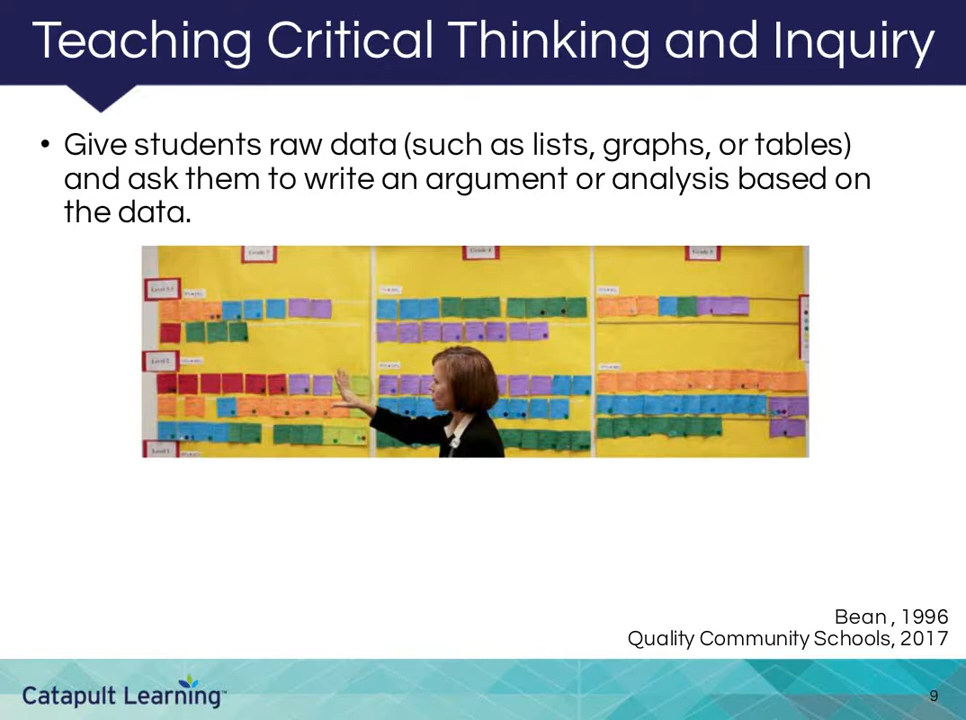 Teaching Critical Thinking and Inquiry
• Give students raw data (such as lists, graphs, or tables)
and ask them to write an argument or analysis based on
the data.
Bean , 1996
Quality Community Schools, 2017
Catapult Learning™
9